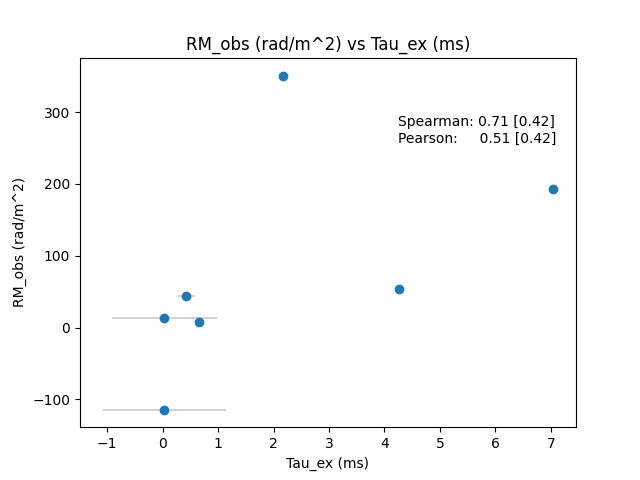 RM_obs (rad/m^2) vs Tau_ex (ms)
Spearman: 0.71 [0.42]
Pearson: 0.51 [0.42]
RM_obs (rad/m^2)
300
200
100
0
−100
−1 0 1 2 3 4 5 6 7
Tau_ex (ms)